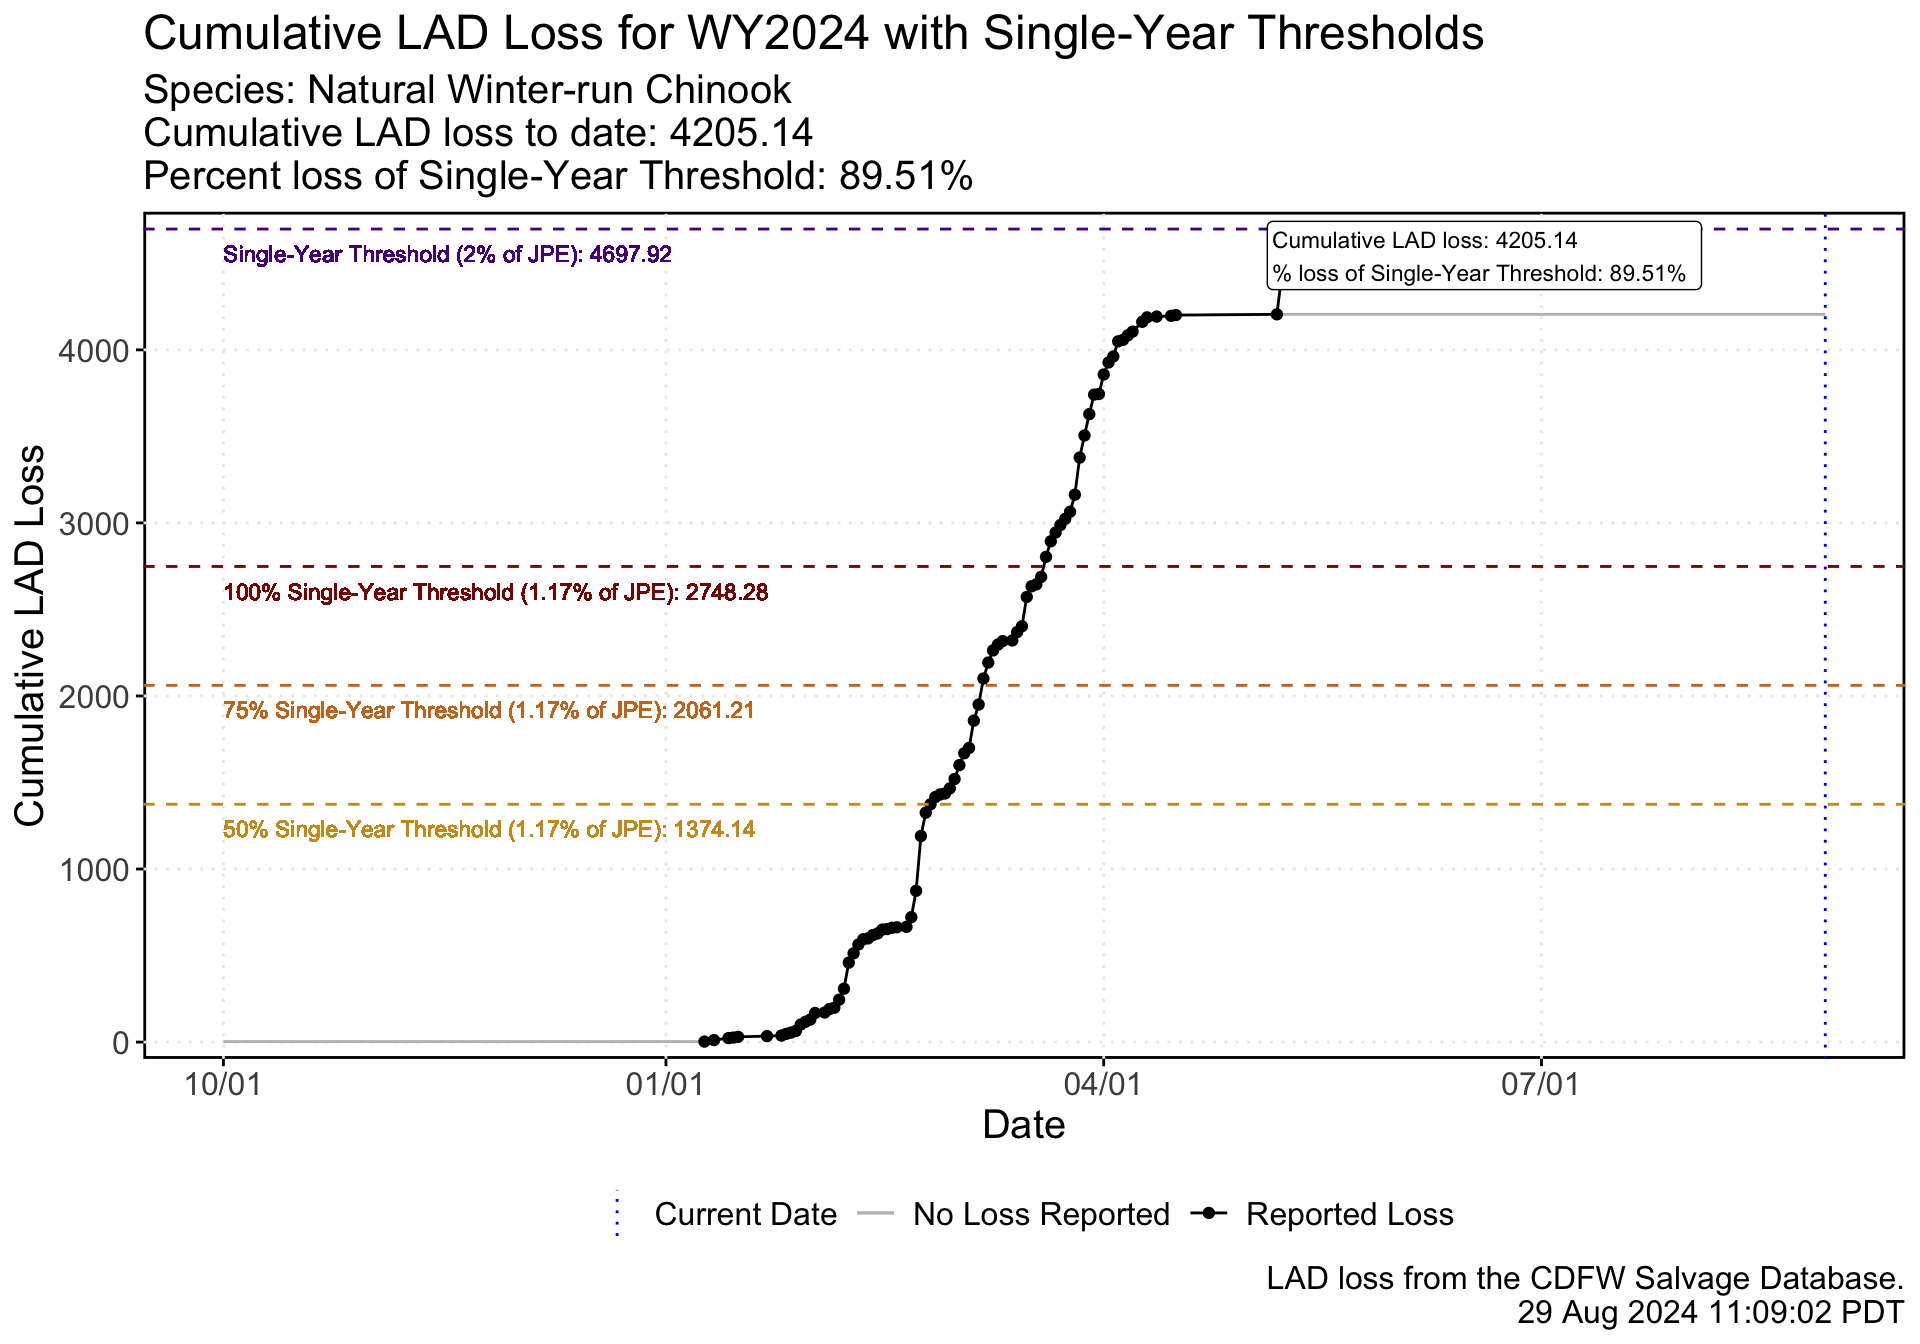 Cumulative LAD Loss for WY2024 with Single-Year Thresholds
Species: Natural Winter-run Chinook
Cumulative LAD loss to date: 4205.14
Percent loss of Single-Year Threshold: 89.51%
Cumulative LAD loss: 4205.14
% loss of Single-Year Threshold: 89.51%
Single-Year Threshold (2% of JPE): 4697.92
100% Single-Year Threshold (1.17% of JPE): 2748.28
75% Single-Year Threshold (1.17% of JPE): 2061.21
50% Single-Year Threshold (1.17% of JPE): 1374.14
Cumulative LAD Loss
4000
3000
2000
1000
0
10/01
01/01
04/01
07/01
Date
Current Date
No Loss Reported
Reported Loss
LAD loss from the CDFW Salvage Database.
29 Aug 2024 11:09:02 PDT